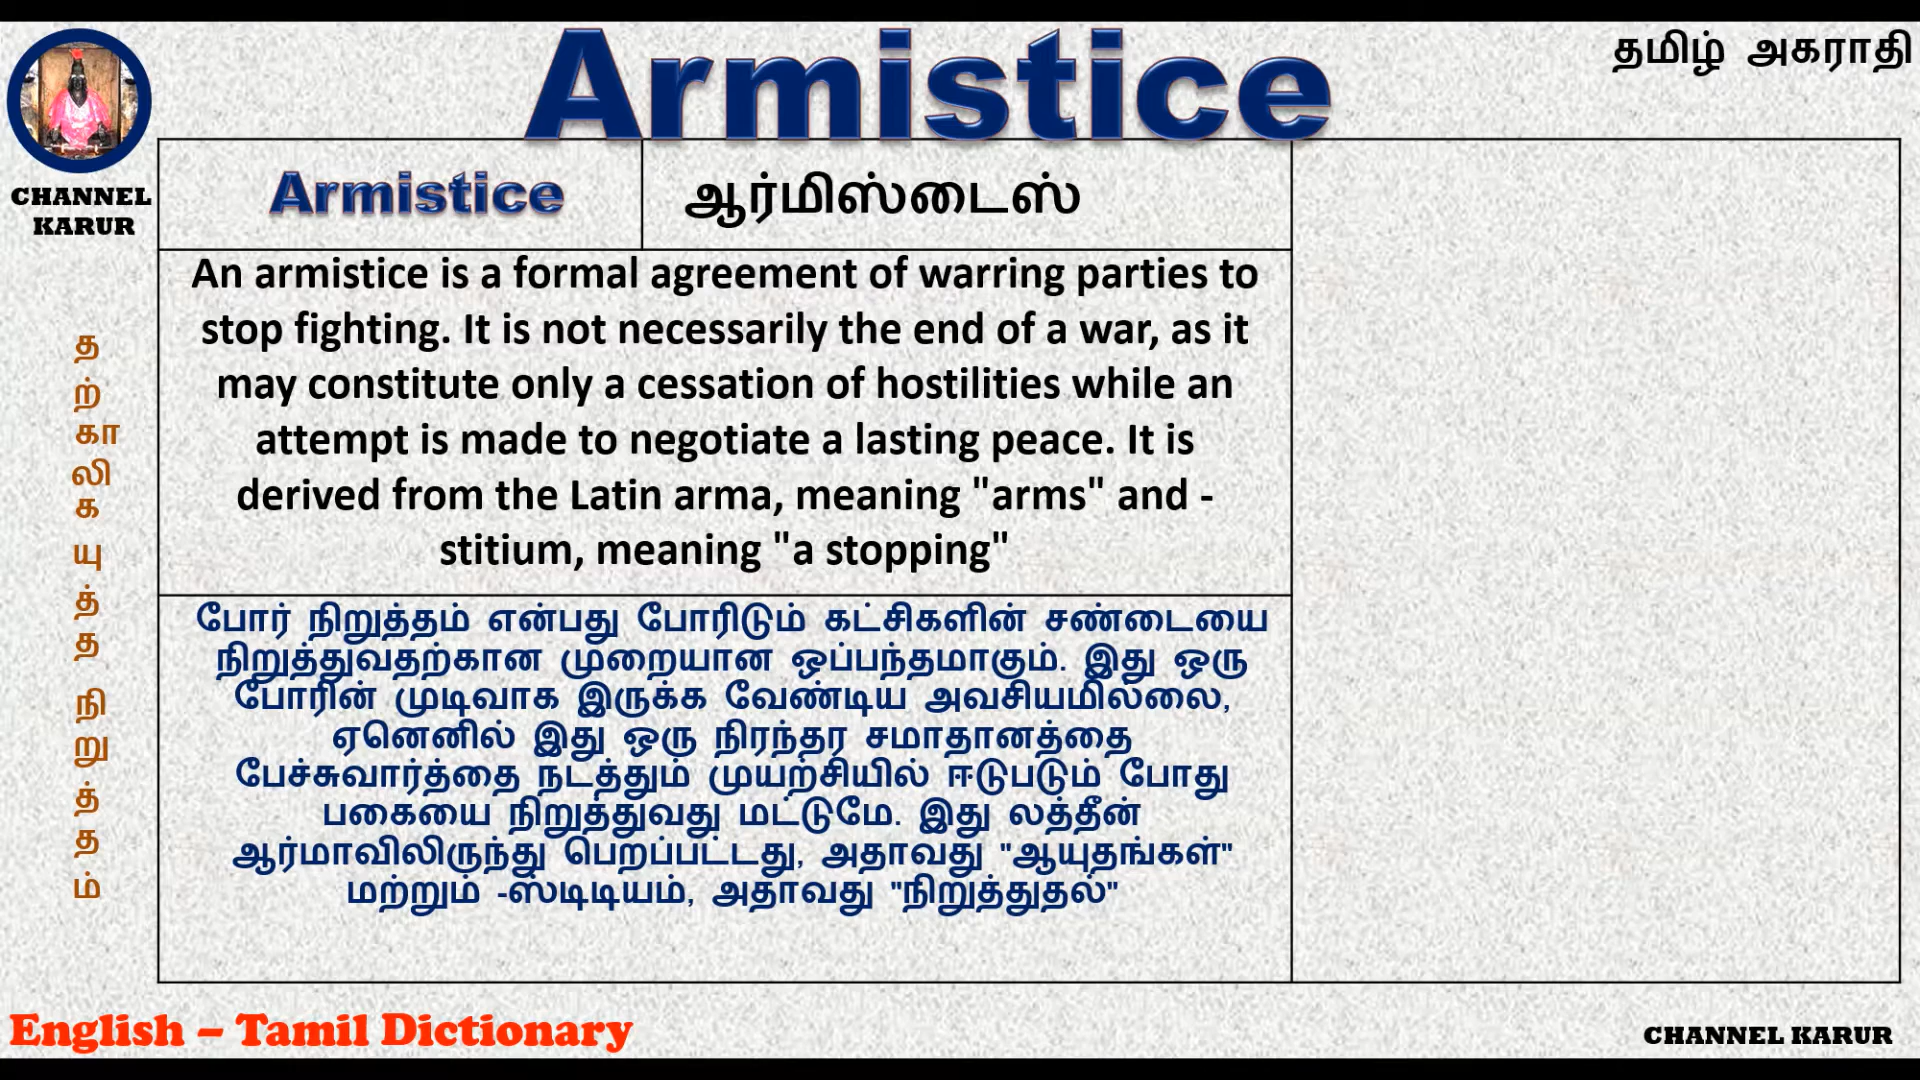 Armistice
தமிழ் அகராதி
CHANNEL
KARUR
Armistice
ஆர்மிஸ்டைஸ்
An armistice is a formal agreement of warring parties to
stop fighting. It is not necessarily the end of a war, as it
may constitute only a cessation of hostilities while an
attempt is made to negotiate a lasting peace. It is
derived from the Latin arma, meaning "arms" and -
stitium, meaning "a stopping"
போர் நிறுத்தம் என்பது போரிடும் கட்சிகளின் சண்டையை
நிறுத்துவதற்கான முறையான ஒப்பந்தமாகும். இது ஒரு
போரின் முடிவாக இருக்க வேண்டிய அவசியமில்லை,
ஏனெனில் இது ஒரு நிரந்தர சமாதானத்தை
பேச்சுவார்த்தை நடத்தும் முயற்சியில் ஈடுபடும் போது
பகையை நிறுத்துவது மட்டுமே. இது லத்தீன்
ஆர்மாவிலிருந்து பெறப்பட்டது, அதாவது "ஆயுதங்கள்"
மற்றும் -ஸ்டிடியம், அதாவது "நிறுத்துதல்"
தற்காலிக யுத்த நிறுத்தம்
English – Tamil Dictionary
CHANNEL KARUR